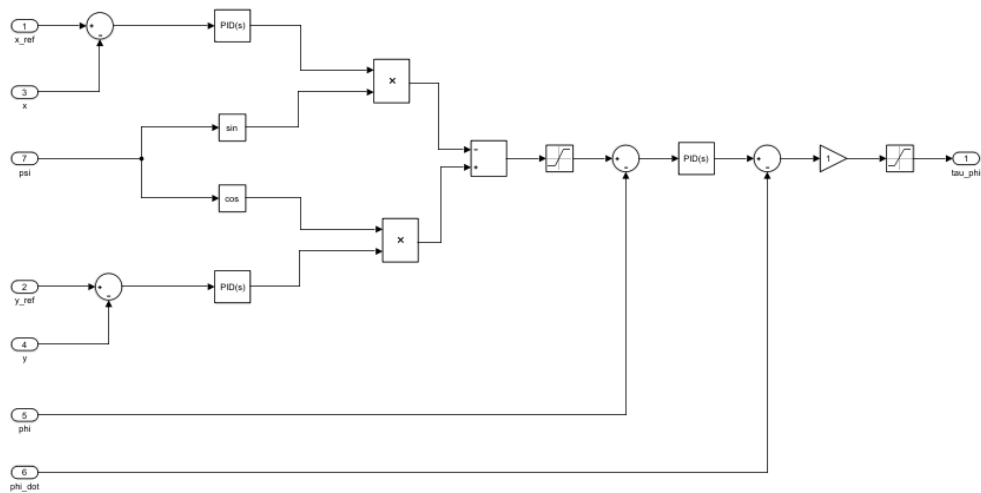 1
x_ref
+
-
PID(s)
3
x
×
sin
7
psi
-
+
+
-
PID(s)
+
-
1
1
tau_phi
cos
×
2
y_ref
+
-
PID(s)
4
y
5
phi
6
phi_dot